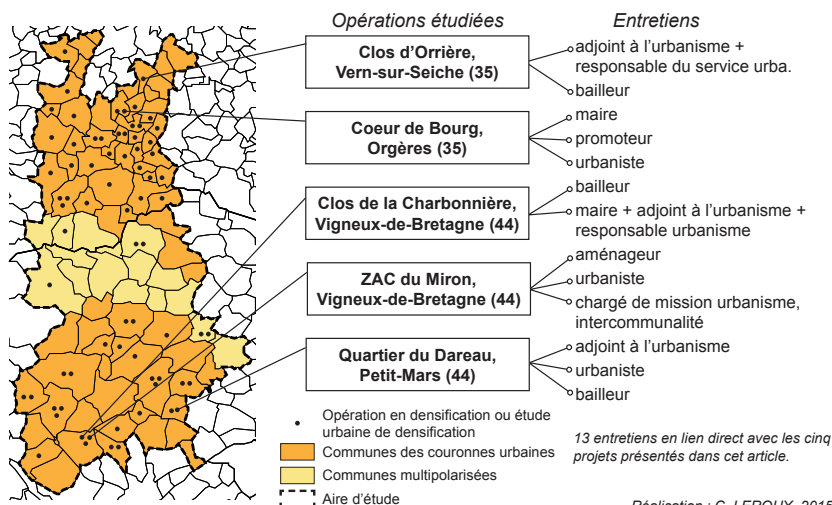 Opérations étudiées
Entretiens
Clos d'Orrière,
Vern-sur-Seiche (35)
adjoint à l'urbanisme +
responsable du service urba.
bailleur
Coeur de Bourg,
Orgères (35)
maire
promoteur
urbaniste
Clos de la Charbonnière,
Vigneux-de-Bretagne (44)
bailleur
maire + adjoint à l'urbanisme +
responsable urbanisme
ZAC du Miron,
Vigneux-de-Bretagne (44)
aménageur
urbaniste
chargé de mission urbanisme,
intercommunalité
Quartier du Dareau,
Petit-Mars (44)
adjoint à l'urbanisme
urbaniste
bailleur
Opération en densification ou étude
urbaine de densification
Communes des couronnes urbaines
Communes multipolarisées
Aire d'étude
13 entretiens en lien direct avec les cinq
projets présentés dans cet article.
Réalisation : C. LEROUX, 2015